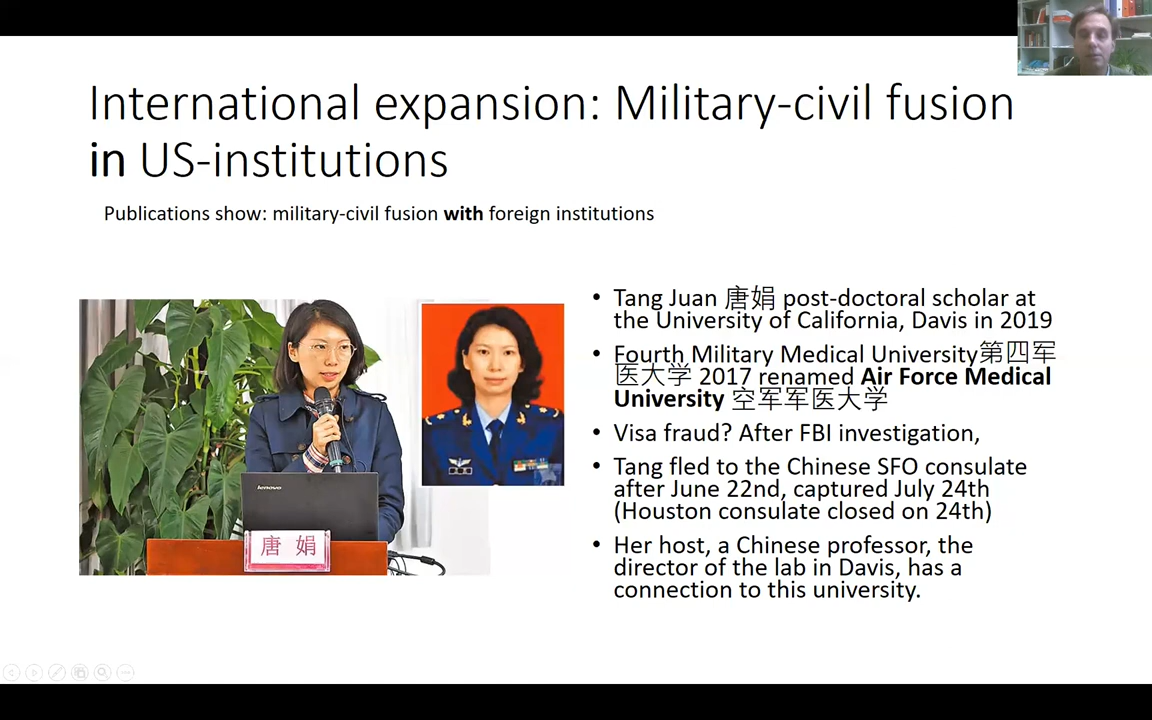 International expansion: Military-civil fusion
in US-institutions
Publications show: military-civil fusion with foreign institutions
• Tang Juan 唐娟 post-doctoral scholar at
the University of California, Davis in 2019
• Fourth Military Medical University第四军
医大学 2017 renamed Air Force Medical
University 空军军医大学
• Visa fraud? After FBI investigation,
• Tang fled to the Chinese SFO consulate
after June 22nd, captured July 24th
(Houston consulate closed on 24th)
• Her host, a Chinese professor, the
director of the lab in Davis, has a
connection to this university.
lenovo
唐 娟